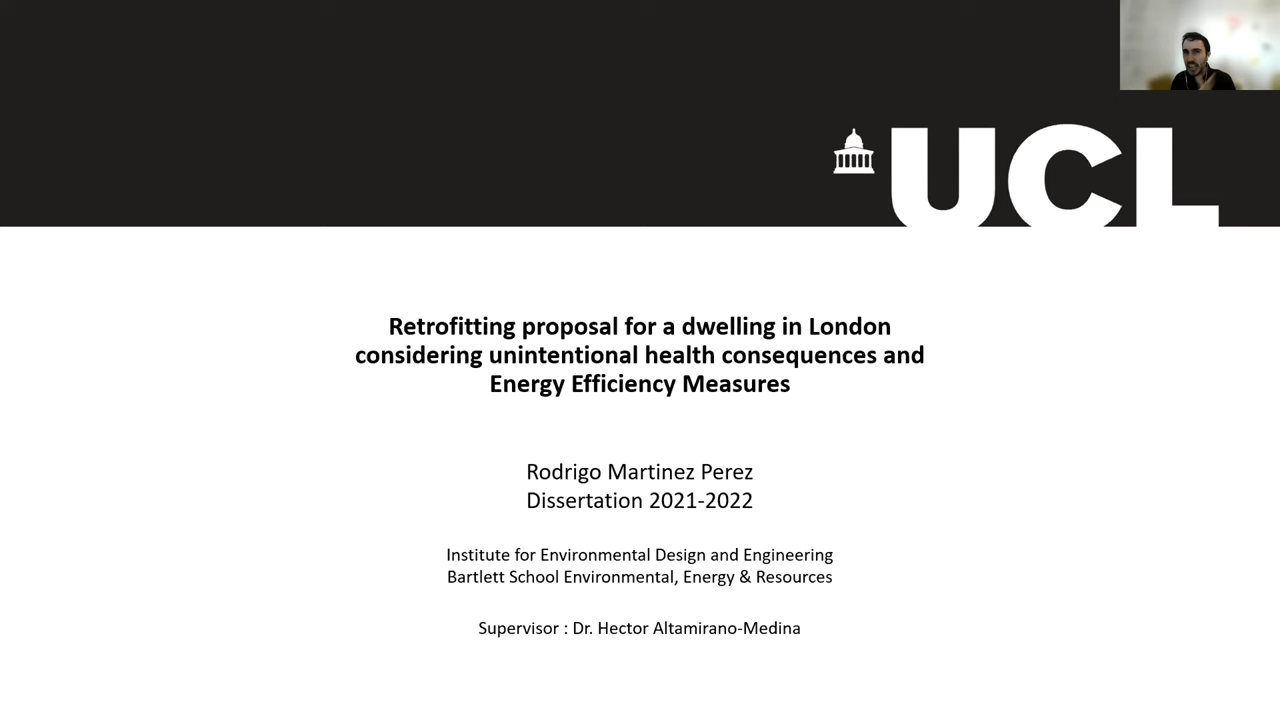 UCL
Retrofitting proposal for a dwelling in London
considering unintentional health consequences and
Energy Efficiency Measures
Rodrigo Martinez Perez
Dissertation 2021-2022
Institute for Environmental Design and Engineering
Bartlett School Environmental, Energy & Resources
Supervisor : Dr. Hector Altamirano-Medina